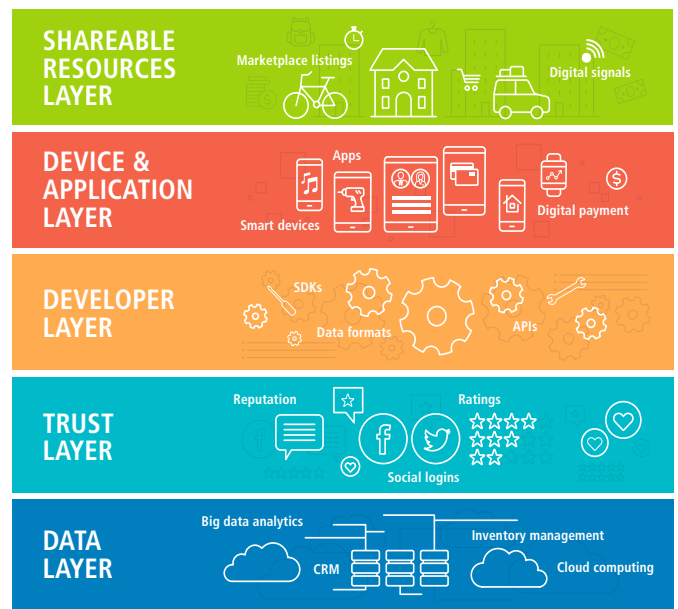 SHAREABLE
RESOURCES
LAYER
Marketplace listings
Digital signals
DEVICE &
APPLICATION
LAYER
Apps
Smart devices
Digital payment
DEVELOPER
LAYER
SDKs
Data formats
APIs
TRUST
LAYER
Reputation
Ratings
Social logins
DATA
LAYER
Big data analytics
Inventory management
CRM
Cloud computing